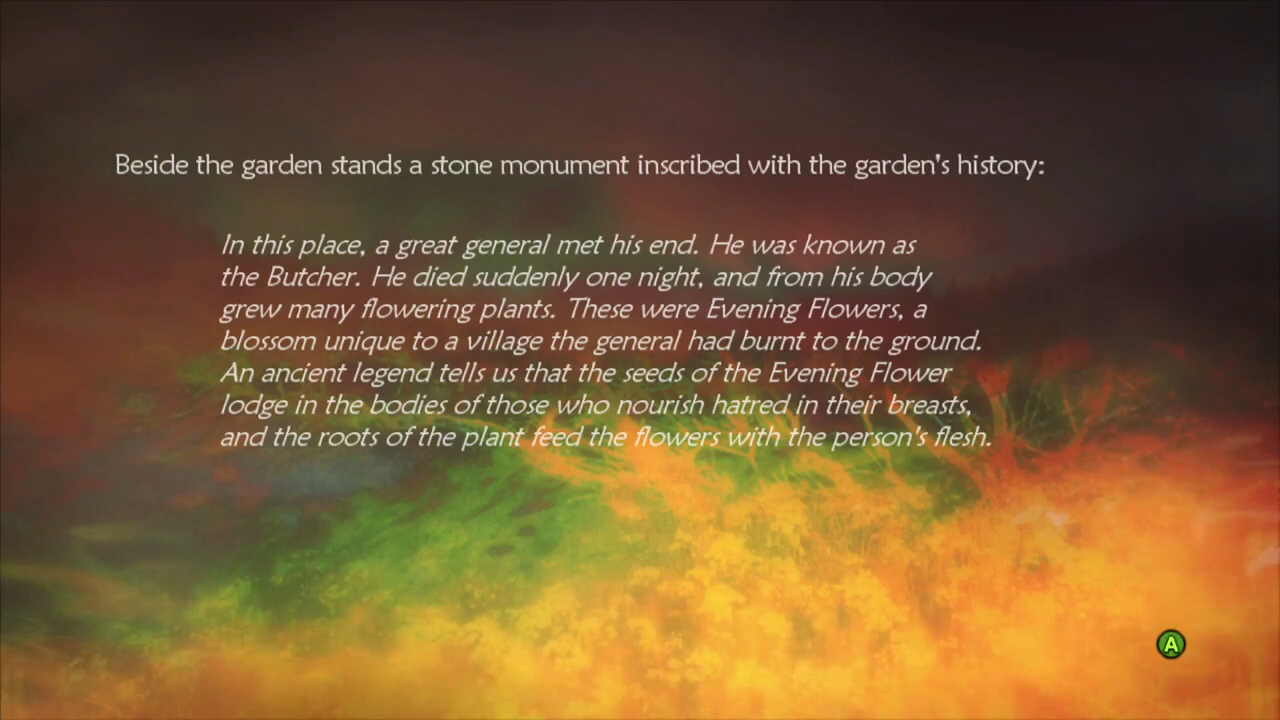 Beside the garden stands a stone monument inscribed with the garden's history:
In this place, a great general met his end. He was known as
the Butcher. He died suddenly one night, and from his body
grew many flowering plants. These were Evening Flowers, a
blossom unique to a village the general had burnt to the ground.
An ancient legend tells us that the seeds of the Evening Flower
lodge in the bodies of those who nourish hatred in their breasts,
and the roots of the plant feed the flowers with the person's flesh.
A